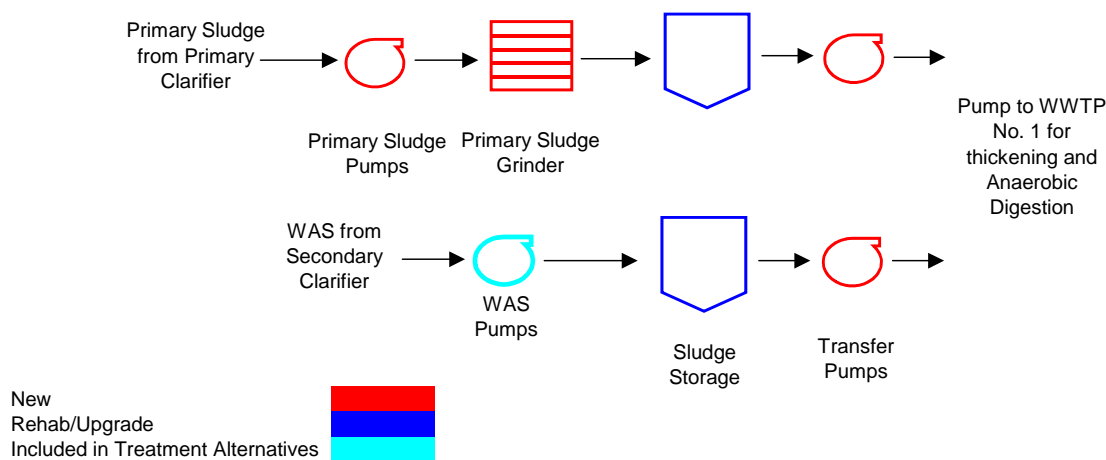 Primary Sludge
from Primary
Clarifier
Primary Sludge
Pumps
Primary Sludge
Grinder
Pump to WWTP
No. 1 for
thickening and
Anaerobic
Digestion
WAS from
Secondary
Clarifier
WAS
Pumps
Sludge
Storage
Transfer
Pumps
New
Rehab/Upgrade
Included in Treatment Alternatives